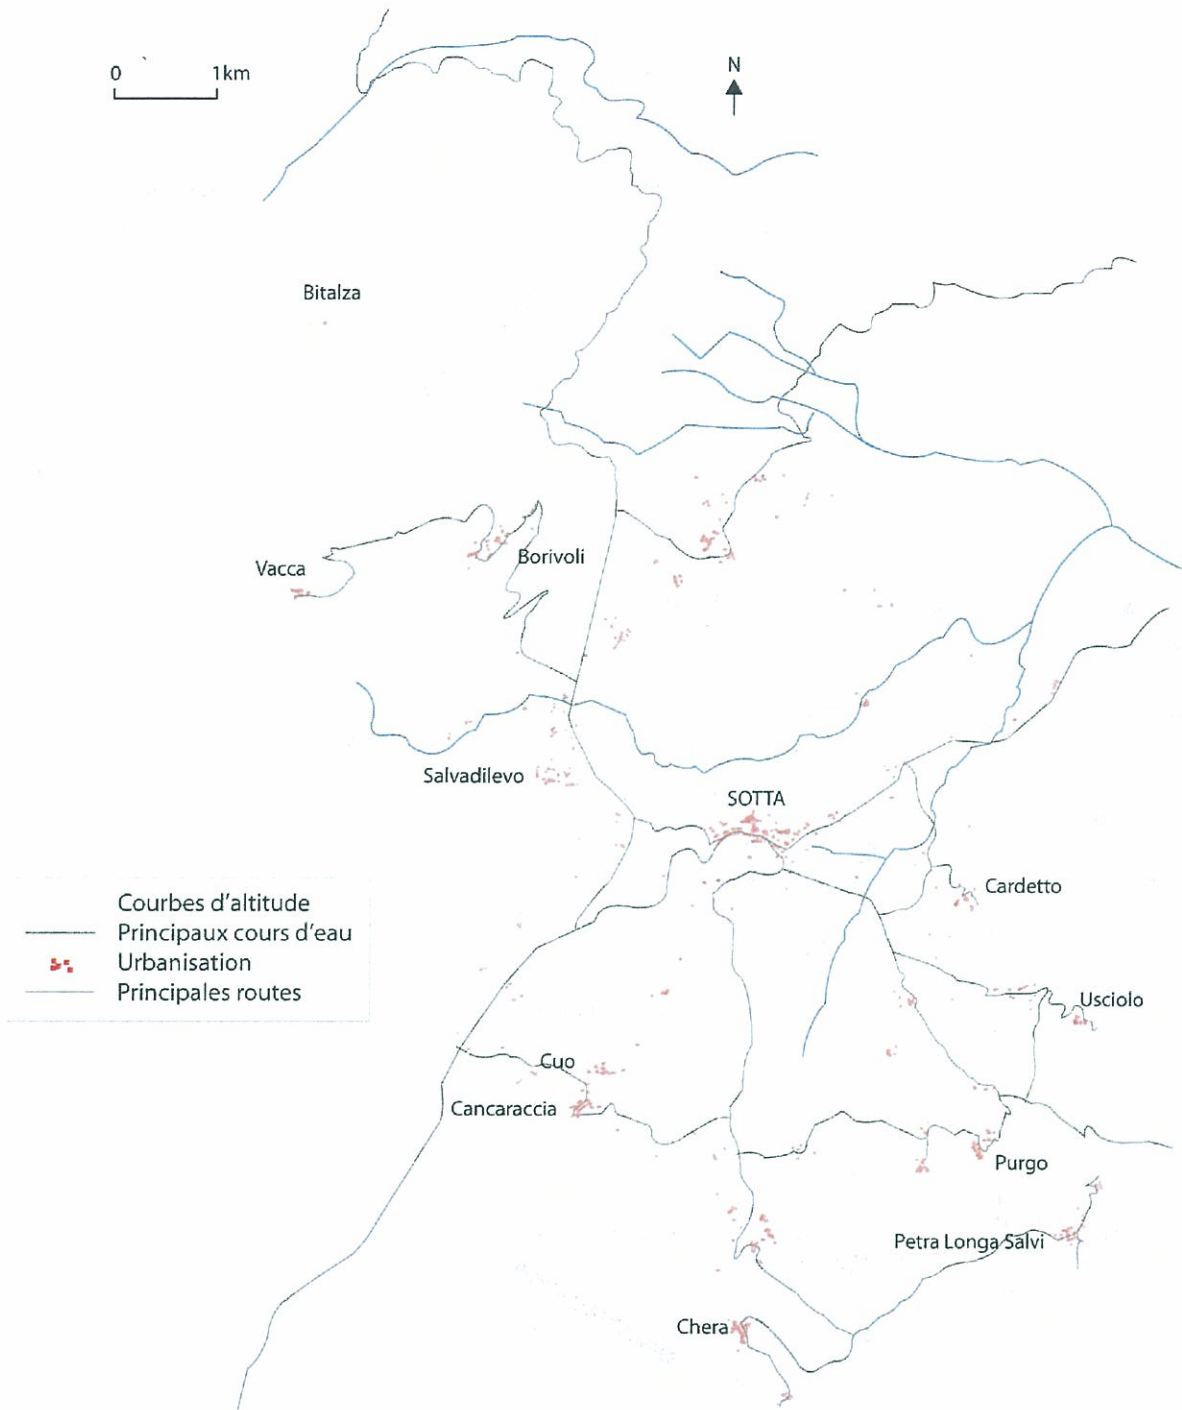 0 1km
N
Bitalza
Borivoli
Vacca
Salvadilevo
SOTTA
Cardetto
Courbes d'altitude
Principaux cours d'eau
Urbanisation
Principales routes
Usciolo
Cuo
Cancaraccia
Purgo
Petra Longa Salvi
Chera